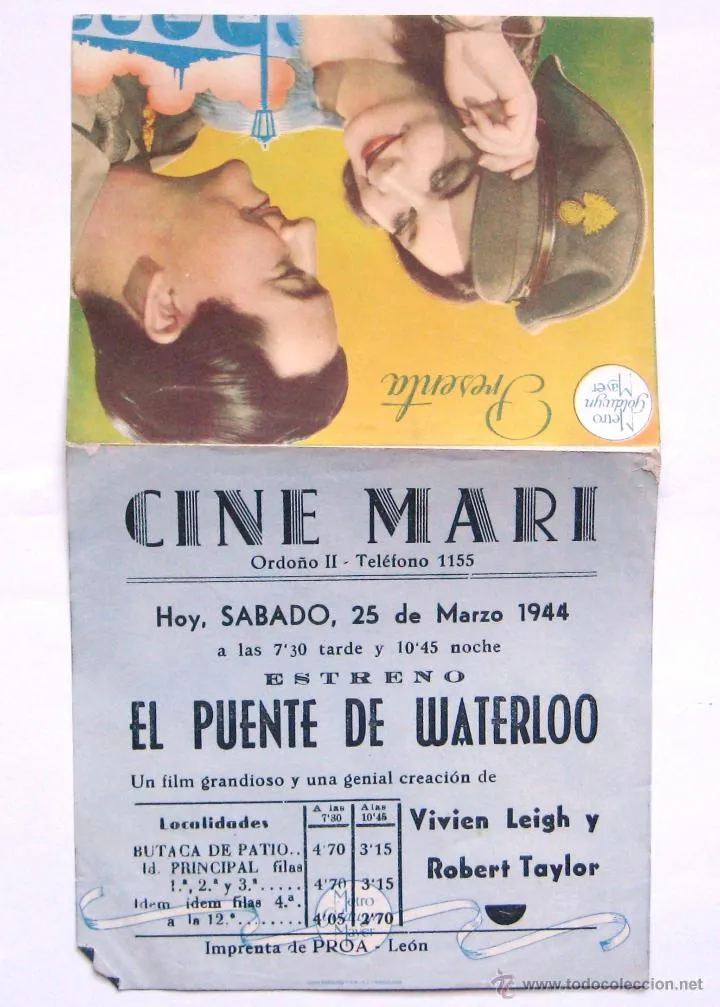 Presenta
Metro
Goldwyn
Mayer
CINE MARI
Ordoño II - Teléfono 1155
Hoy, SABADO, 25 de Marzo 1944
a las 7'30 tarde y 10'45 noche
ESTRENO
EL PUENTE DE WATERLOO
Un film grandioso y una genial creación de
Localidades A las 7'30 A las 10'45
BUTACA DE PATIO.. 4'70 3'15
Id. PRINCIPAL filas
1.ª, 2.ª y 3.ª..... 4'70 3'15
Idem idem filas 4.ª.
a la 12.ª........ 4'05 2'70
Vivien Leigh y
Robert Taylor
Metro
Goldwyn
Mayer
Imprenta de PROA - León
www.todocoleccion.net